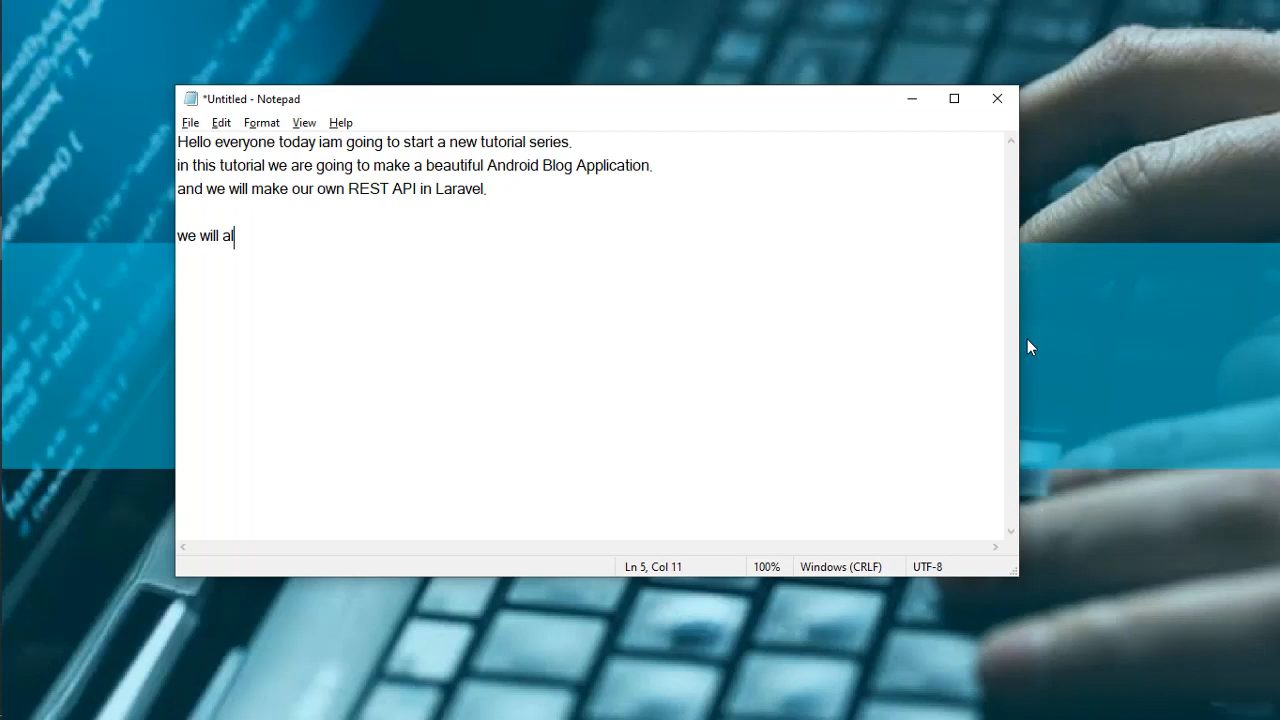 *Untitled - Notepad
File Edit Format View Help
Hello everyone today iam going to start a new tutorial series.
in this tutorial we are going to make a beautiful Android Blog Application.
and we will make our own REST API in Laravel.
we will al
Ln 5, Col 11 100% Windows (CRLF) UTF-8